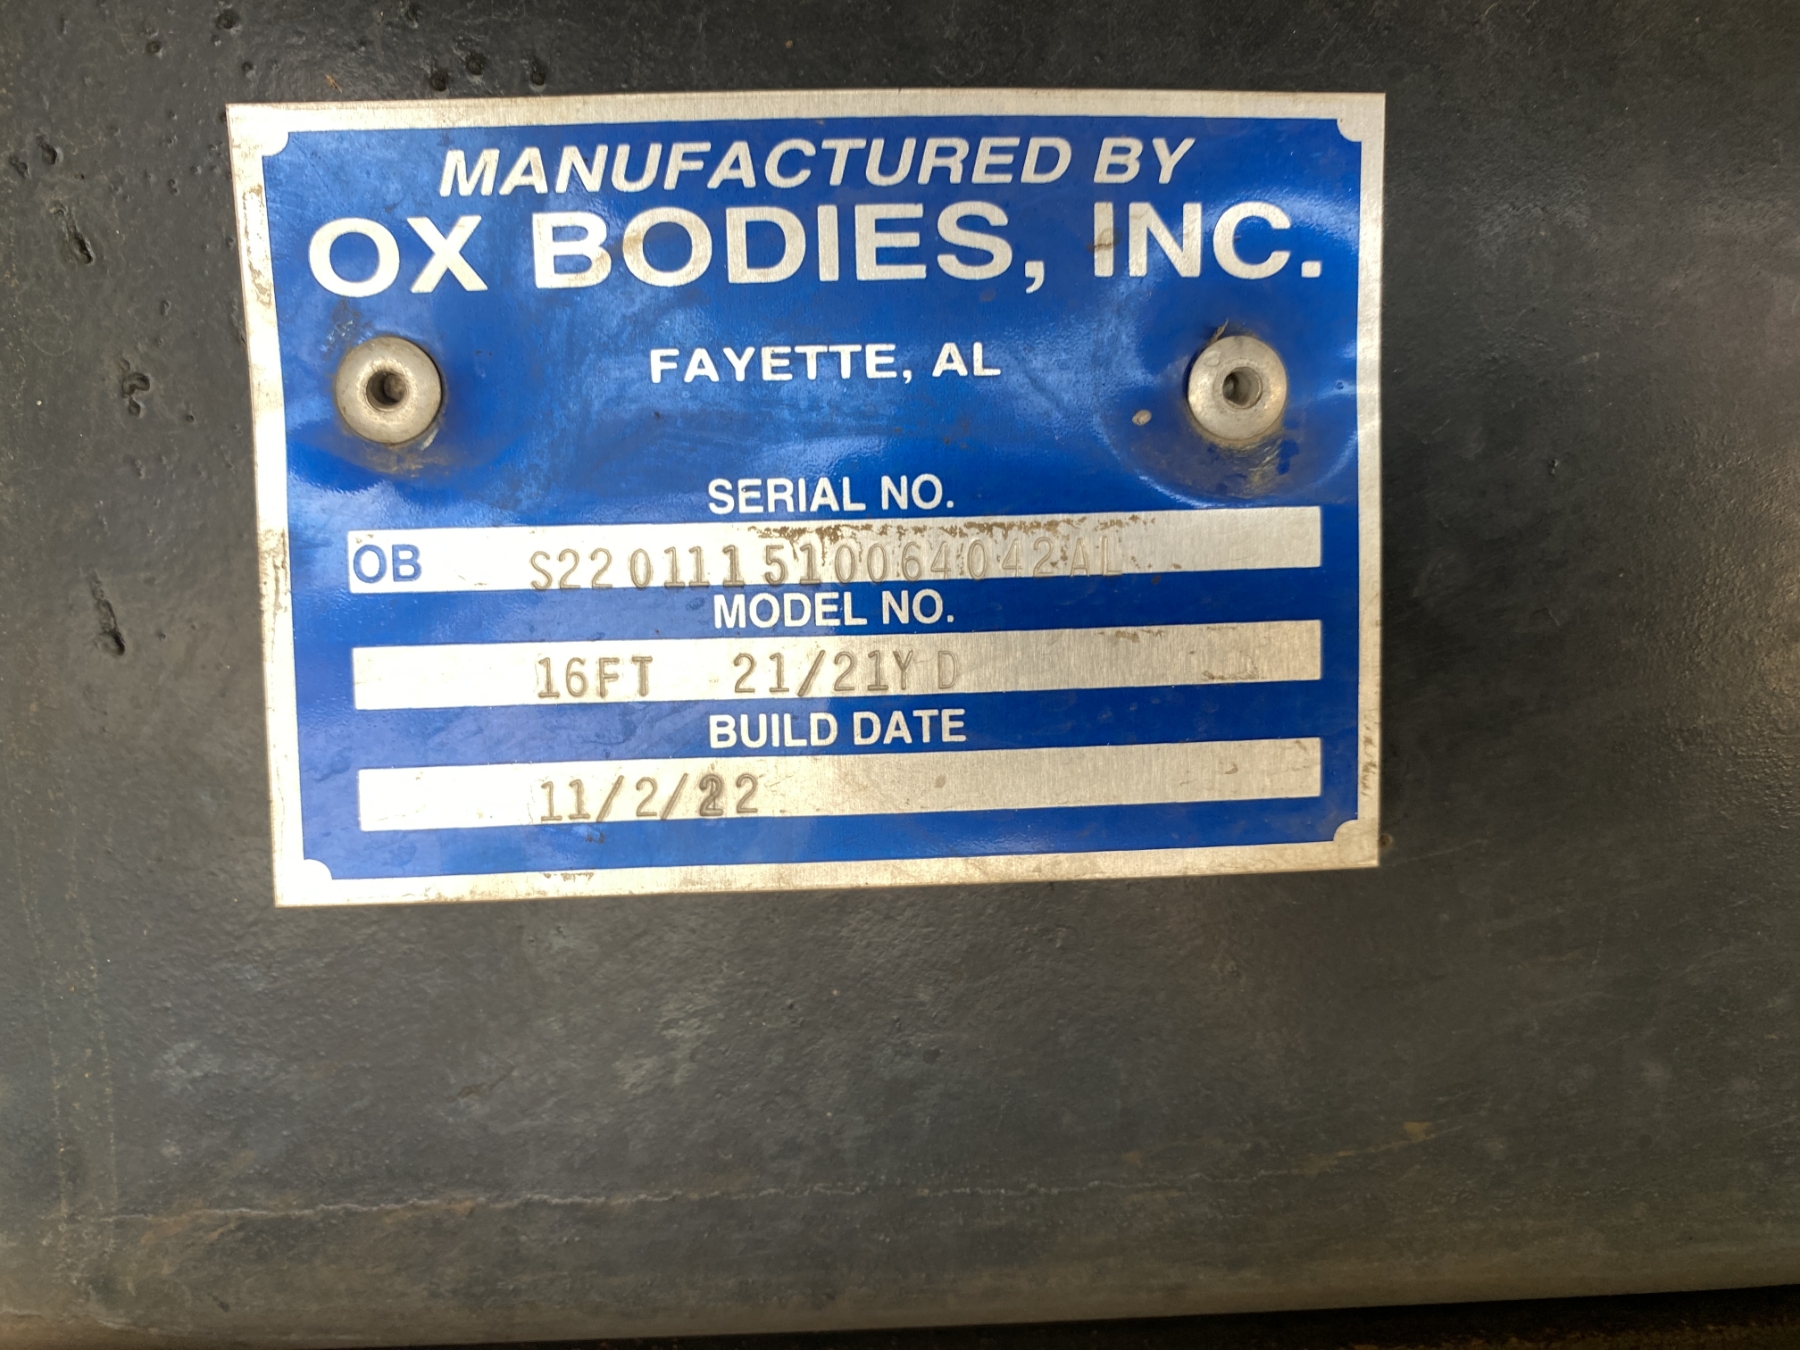 MANUFACTURED BY
OX BODIES, INC.
FAYETTE, AL
SERIAL NO.
OB S220111510064042AL
MODEL NO.
16FT 21/21YD
BUILD DATE
11/2/22